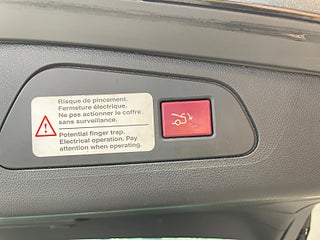 Risque de pincement.
Fermeture électrique.
Ne pas actionner le coffre
sans surveillance.
Potential finger trap.
Electrical operation. Pay
attention when operating.